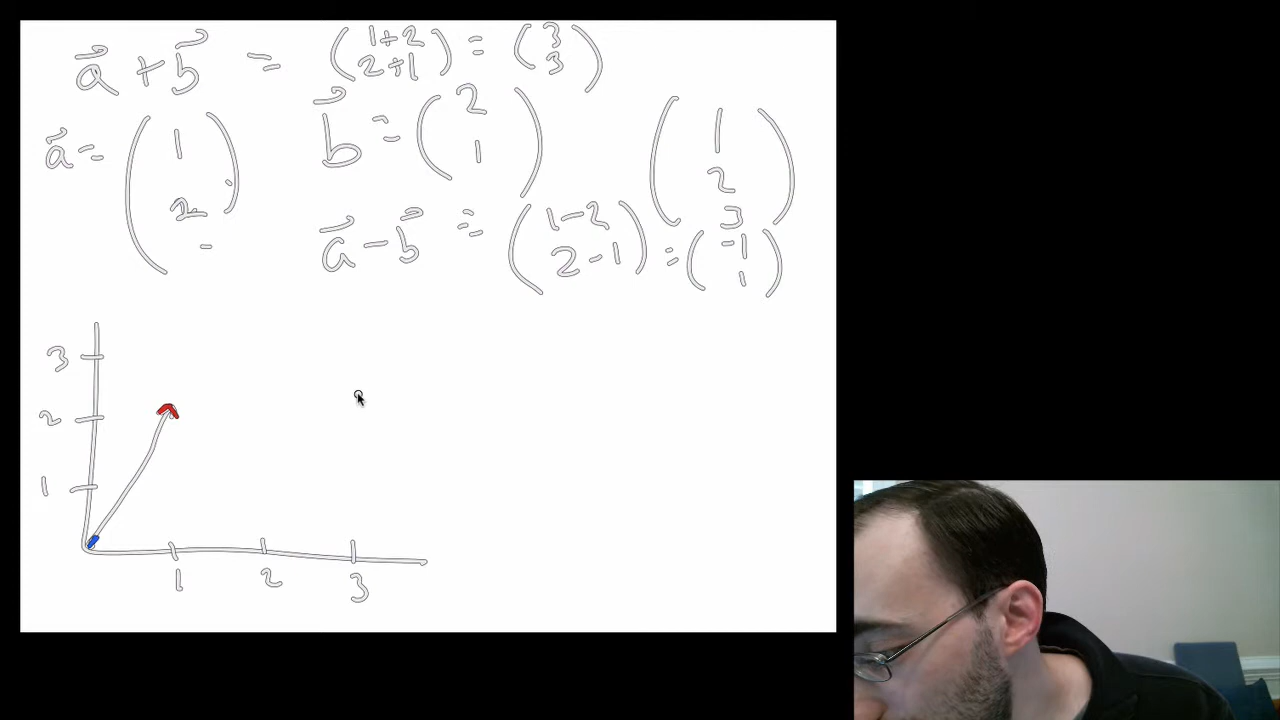 a⃗ + b⃗ = (1+2 2+1) = (3 3)
a⃗ = (1 2) b⃗ = (2 1) (1 2 3)
a⃗ - b⃗ = (1-2 2-1) = (-1 1)
3
2
1
1 2 3